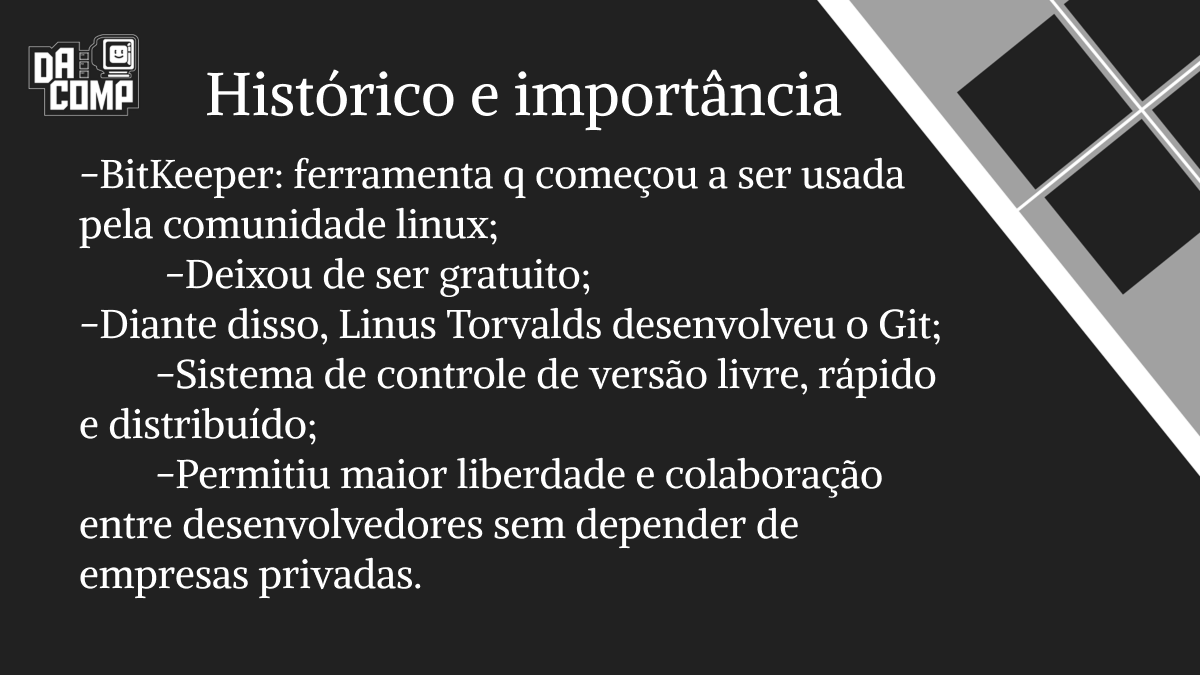 DA
COMP
Histórico e importância
-BitKeeper: ferramenta q começou a ser usada
pela comunidade linux;
-Deixou de ser gratuito;
-Diante disso, Linus Torvalds desenvolveu o Git;
-Sistema de controle de versão livre, rápido
e distribuído;
-Permitiu maior liberdade e colaboração
entre desenvolvedores sem depender de
empresas privadas.